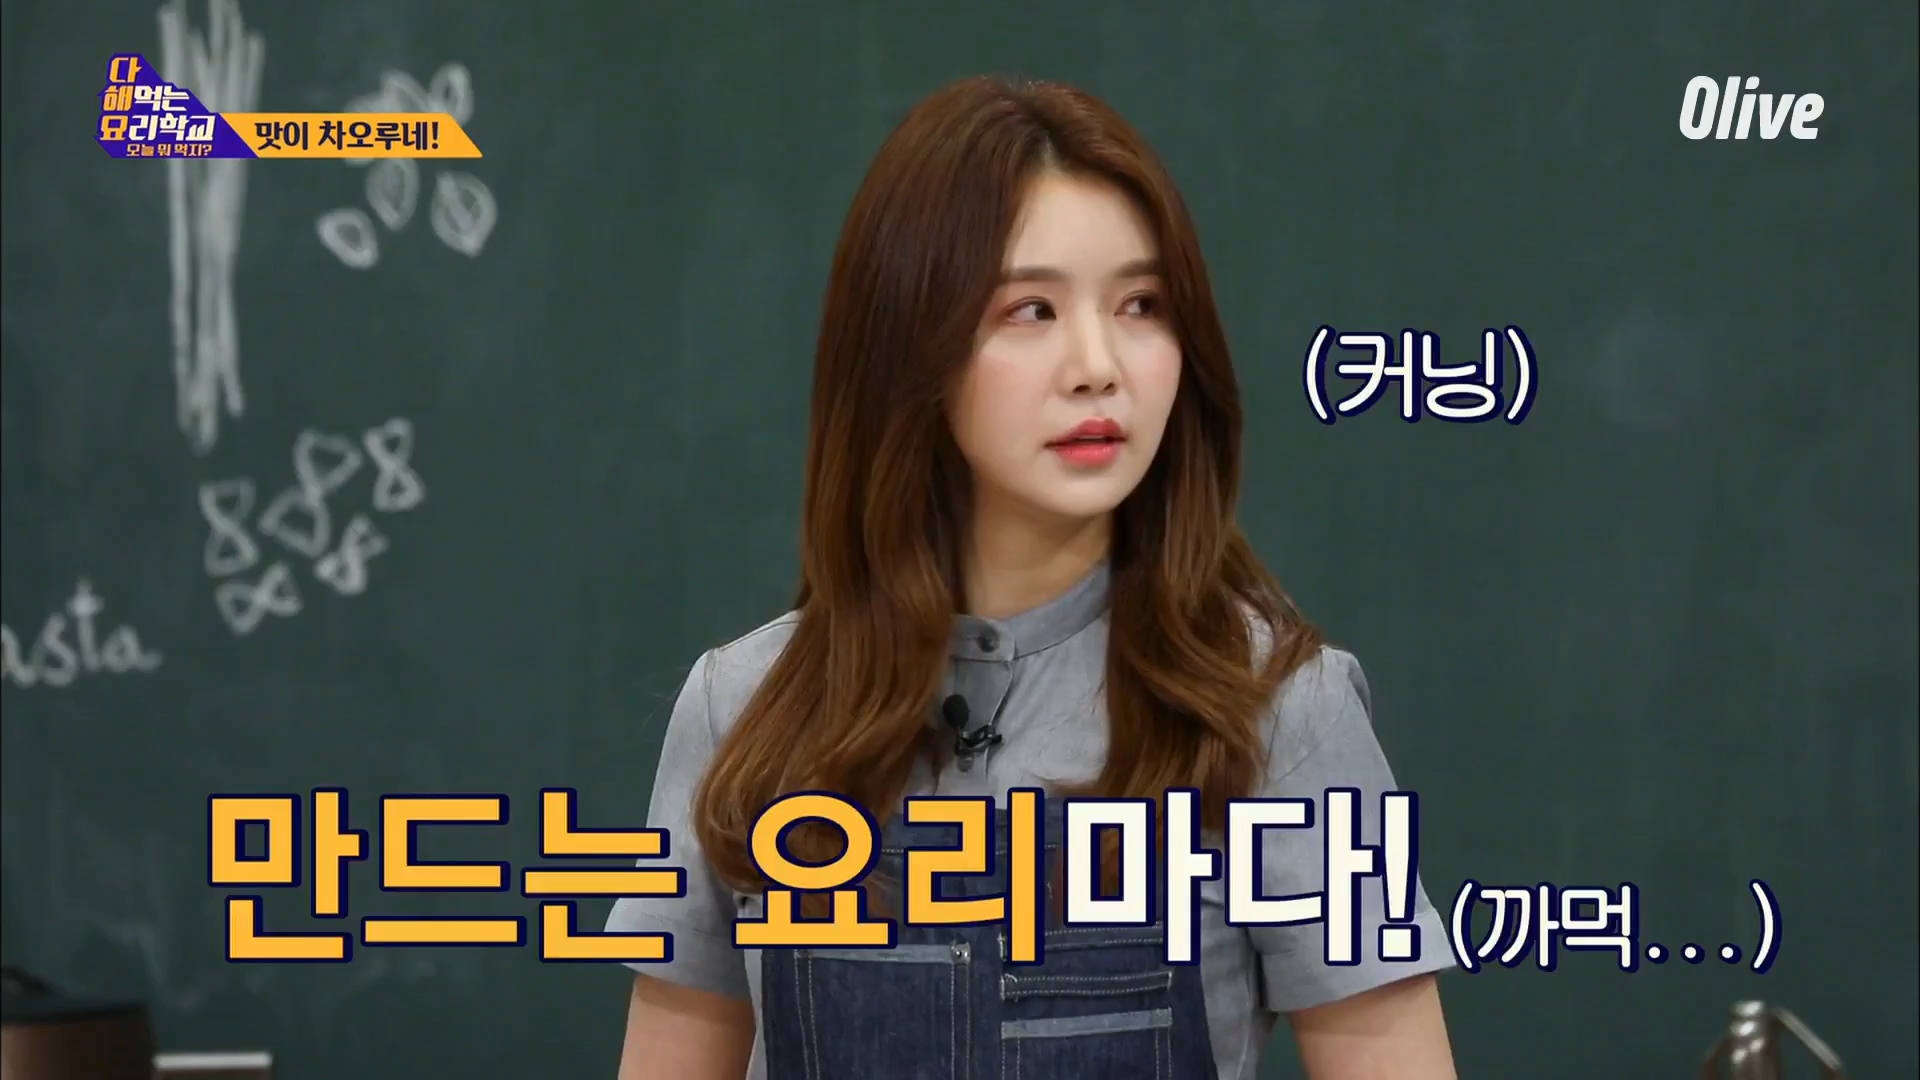 다
해먹는
요리학교
오늘 뭐 먹지?
맛이 차오루네!
Olive
(커닝)
asta
만드는 요리마다!
(까먹...)